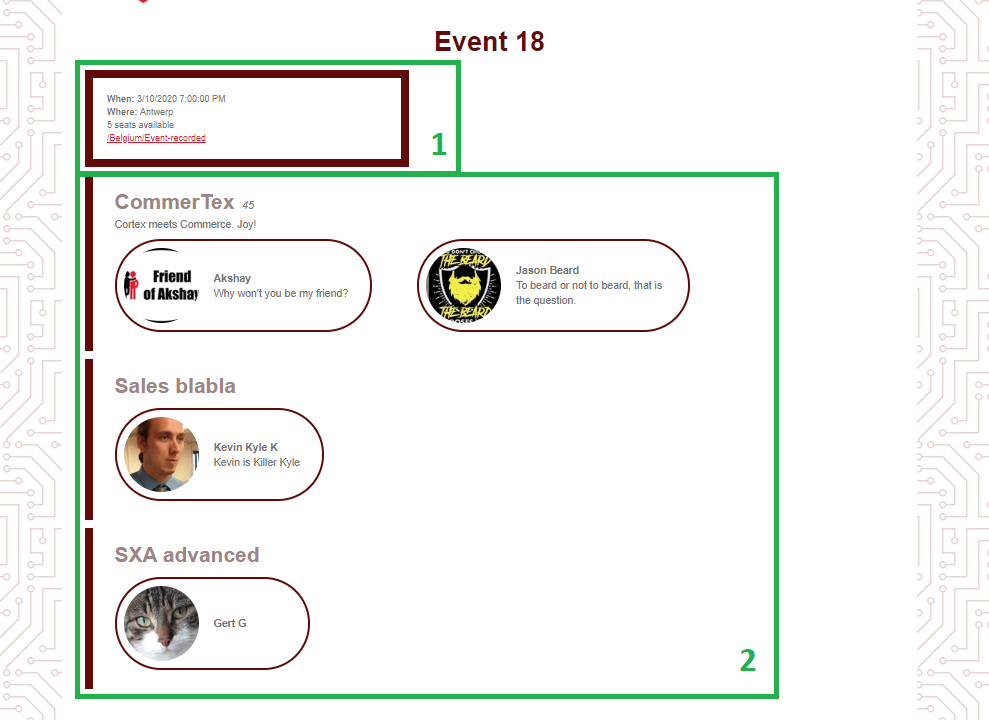 Event 18
When: 3/10/2020 7:00:00 PM
Where: Antwerp
5 seats available
/Belgium/Event-recorded
1
CommerTex 45
Cortex meets Commerce. Joy!
Friend
of Akshay
Akshay
Why won't you be my friend?
THE BEARD
THE BEARD
Jason Beard
To beard or not to beard, that is
the question.
Sales blabla
Kevin Kyle K
Kevin is Killer Kyle
SXA advanced
Gert G
2